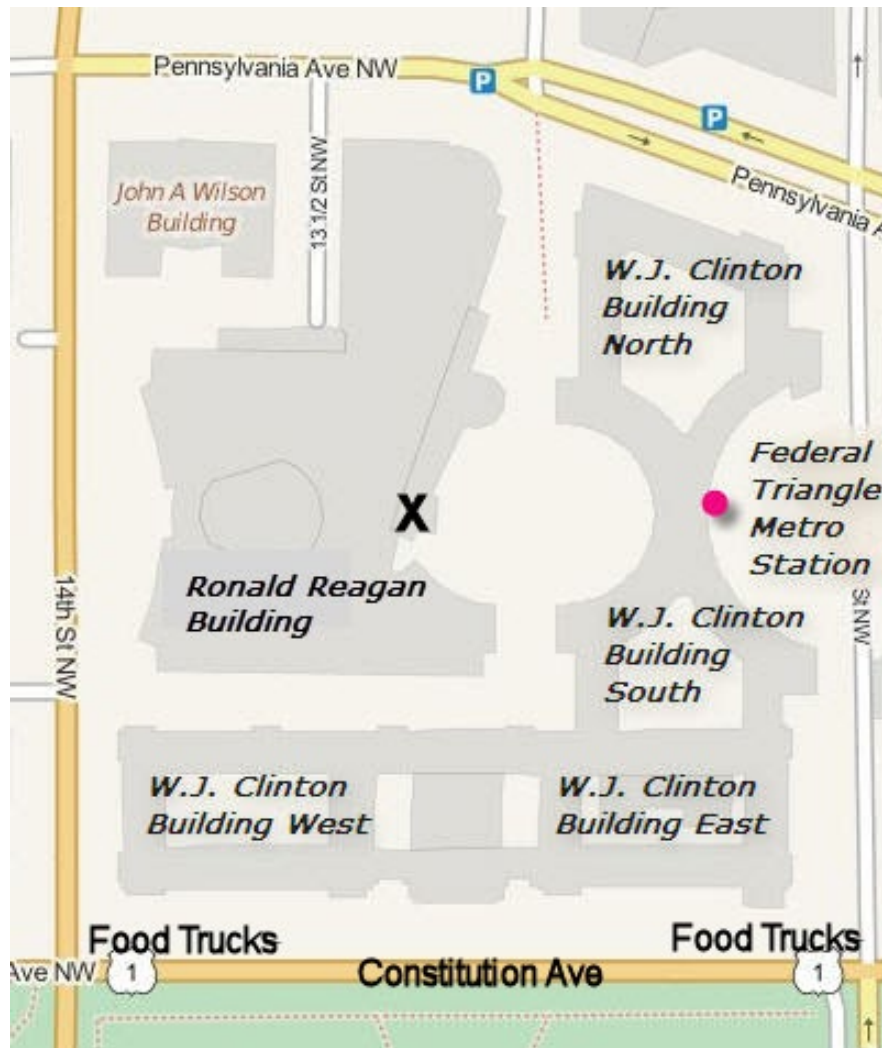 Pennsylvania Ave NW
P
P
Pennsylvania A
John A Wilson
Building
13 1/2 St NW
W.J. Clinton
Building
North
Federal
Triangle
Metro
Station
X
14th St NW
Ronald Reagan
Building
W.J. Clinton
Building
South
St NW
W.J. Clinton
Building West
W.J. Clinton
Building East
Food Trucks
Food Trucks
Ave NW
1
Constitution Ave
1